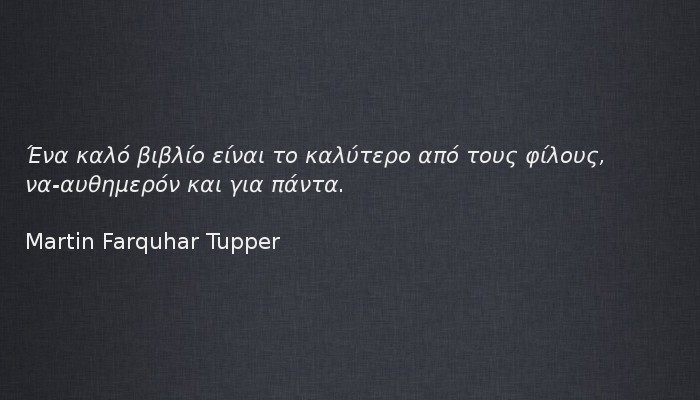 Ένα καλό βιβλίο είναι το καλύτερο από τους φίλους,
να-αυθημερόν και για πάντα.
Martin Farquhar Tupper